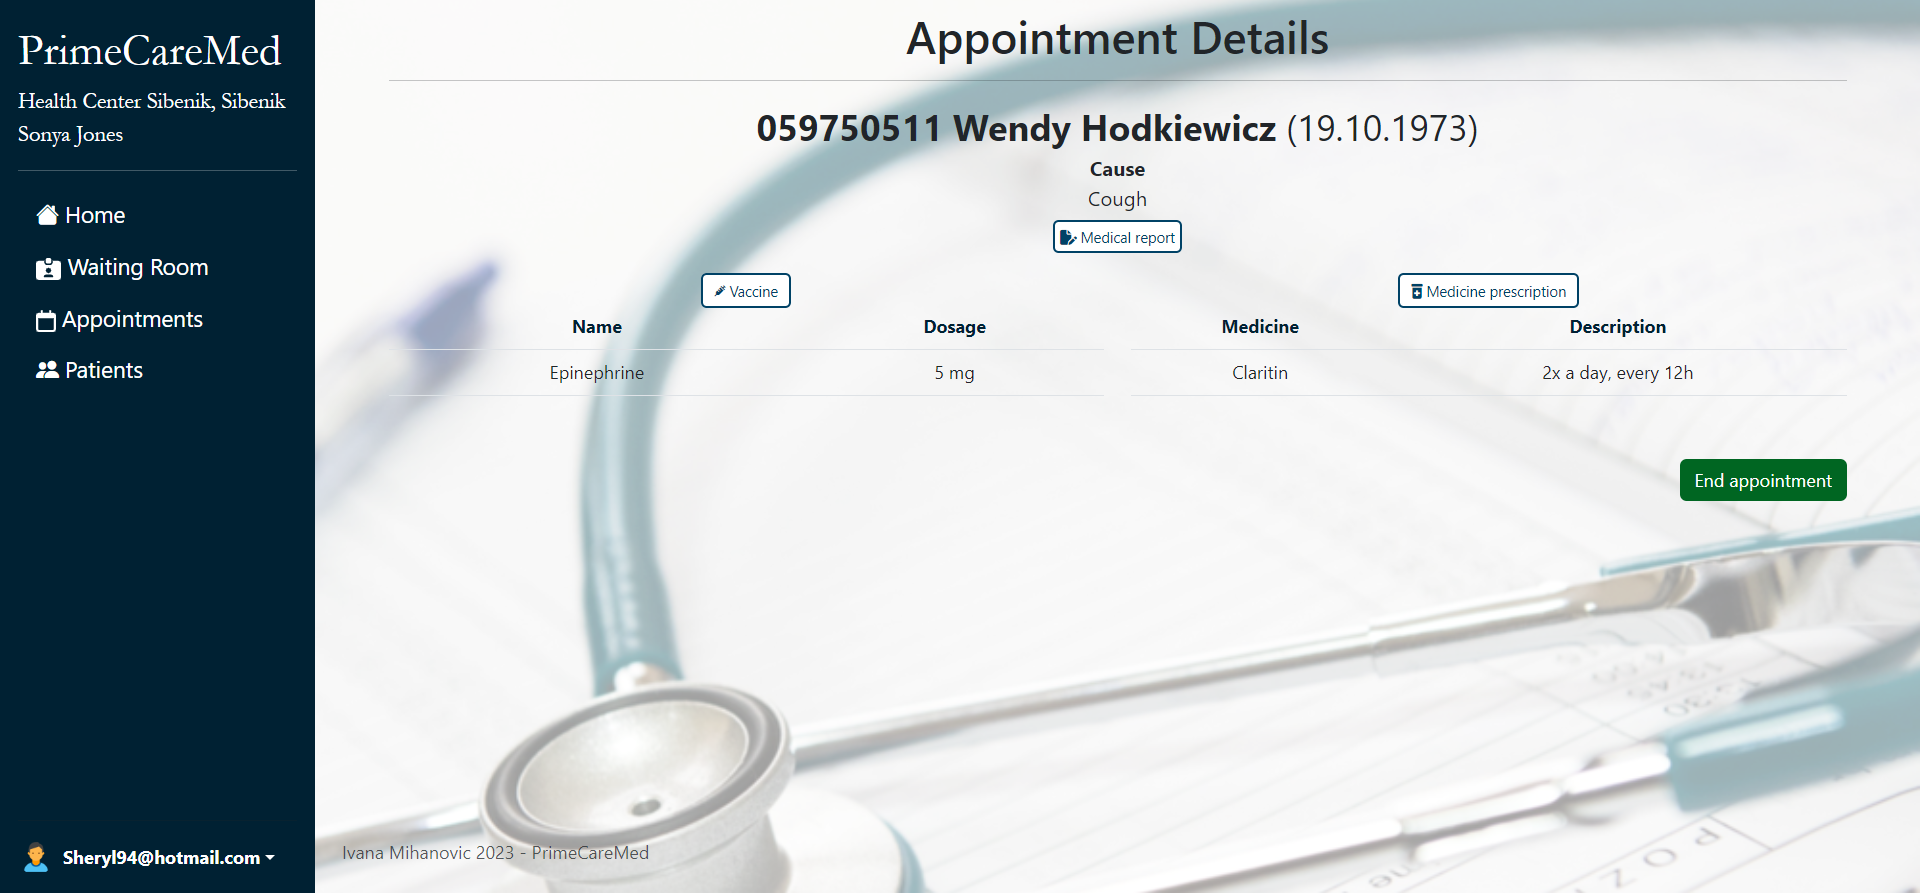 PrimeCareMed
Health Center Sibenik, Sibenik
Sonya Jones
Home
Waiting Room
Appointments
Patients
Sheryl94@hotmail.com
Appointment Details
059750511 Wendy Hodkiewicz (19.10.1973)
Cause
Cough
Medical report
Vaccine
Name Dosage
Epinephrine 5 mg
Medicine prescription
Medicine Description
Claritin 2x a day, every 12h
End appointment
Ivana Mihanovic 2023 - PrimeCareMed